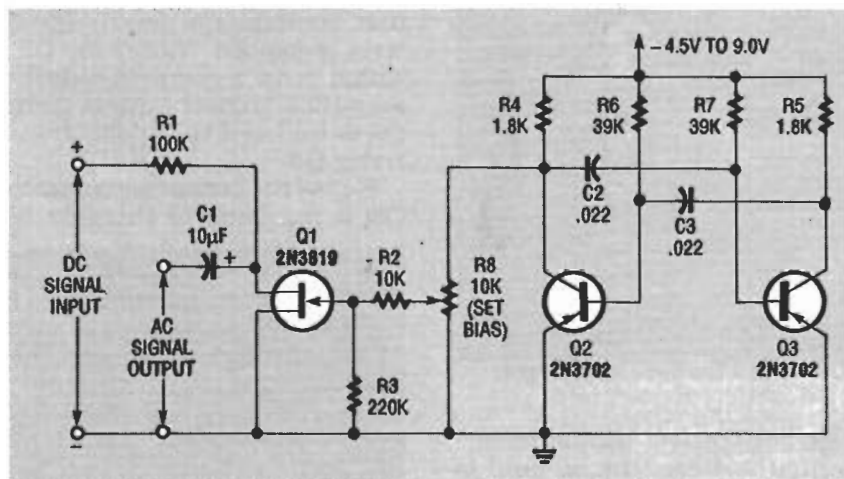 – 4.5V TO 9.0V
R1
100K
+
R4
1.8K
R6
39K
R7
39K
R5
1.8K
C1
10µF
+
Q1
2N3819
R2
10K
R8
10K
(SET
BIAS)
C2
.022
C3
.022
DC
SIGNAL
INPUT
AC
SIGNAL
OUTPUT
R3
220K
Q2
2N3702
Q3
2N3702
–